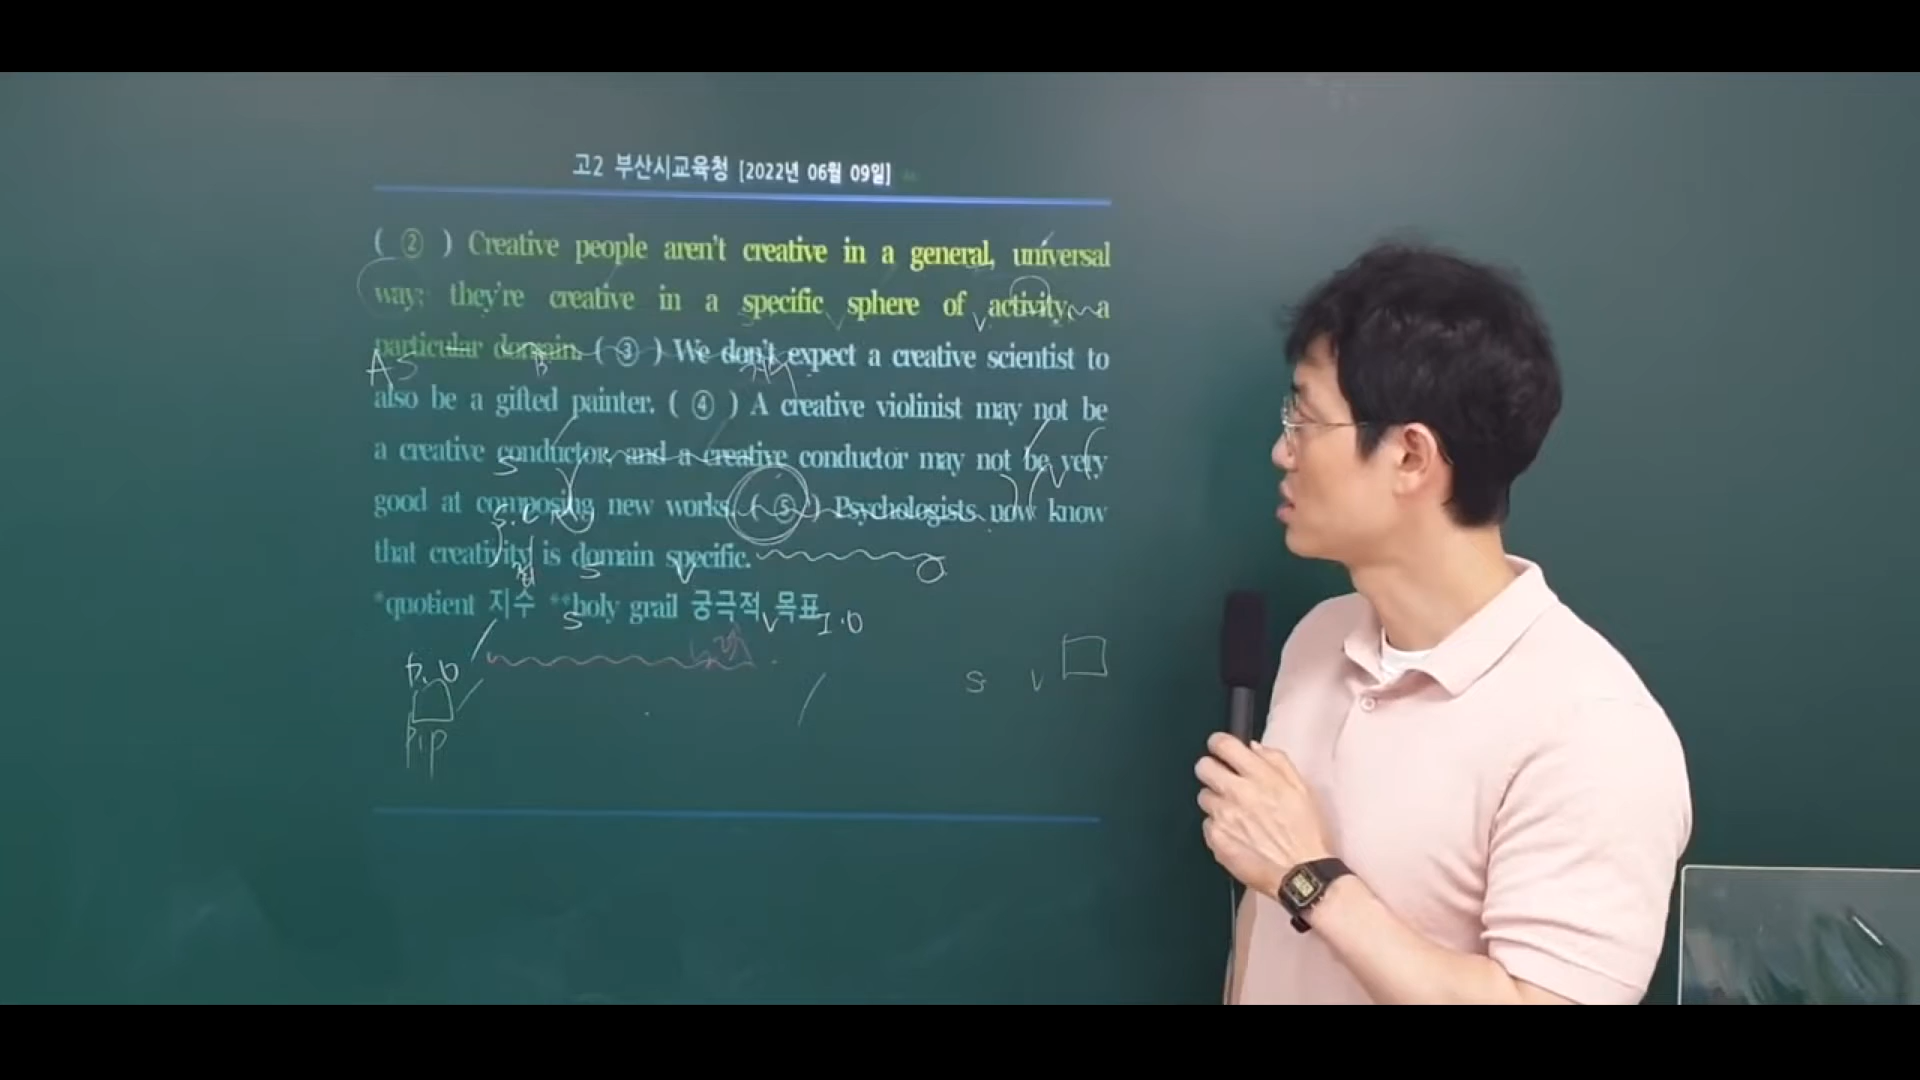 고2 부산시교육청 [2022년 06월 09일]
( ② ) Creative people aren't creative in a general, universal
way; they're creative in a specific sphere of activity, a
particular domain. ( ③ ) We don't expect a creative scientist to
AS
also be a gifted painter. ( ④ ) A creative violinist may not be
a creative conductor, and a creative conductor may not be very
S
V
good at composing new works. ( ⑤ ) Psychologists now know
that creativity is domain specific.
S
V
*quotient 지수 **holy grail 궁극적 목표
S
V
I.O
S V
P.P